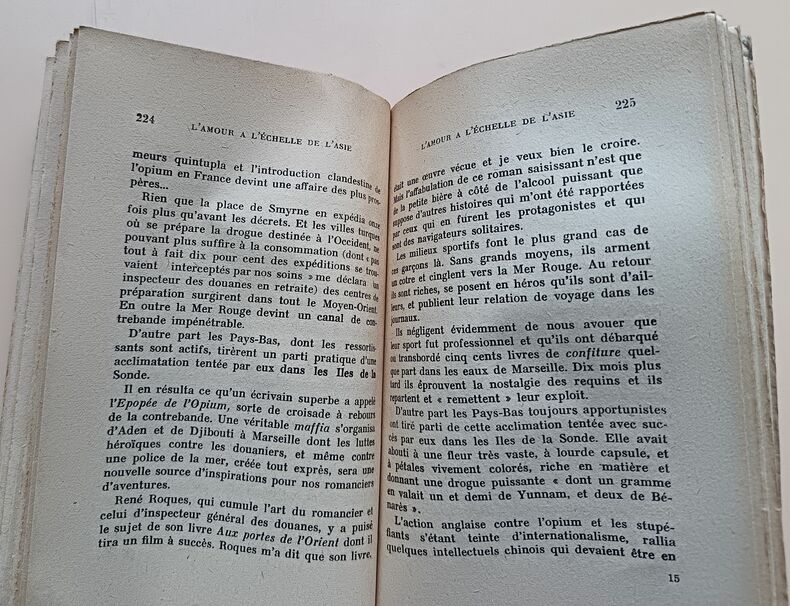 224
L'AMOUR A L'ÉCHELLE DE L'ASIE
meurs quintupla et l'introduction clandestine de
l'opium en France devint une affaire des plus pros-
pères...
Rien que la place de Smyrne en expédia onze
fois plus qu'avant les décrets. Et les villes turques
où se prépare la drogue destinée à l'Occident, ne
pouvant plus suffire à la consommation (dont « pas
tout à fait dix pour cent des expéditions se trou-
vaient interceptés par nos soins » me déclara un
inspecteur des douanes en retraite) des centres de
préparation surgirent dans tout le Moyen-Orient.
En outre la Mer Rouge devint un canal de con-
trebande impénétrable.
D'autre part les Pays-Bas, dont les ressortis-
sants sont actifs, tirèrent un parti pratique d'une
acclimatation tentée par eux dans les Iles de la
Sonde.
Il en résulta ce qu'un écrivain superbe a appelé
l'Epopée de l'Opium, sorte de croisade à rebours
de la contrebande. Une véritable maffia s'organisa
d'Aden et de Djibouti à Marseille dont les luttes
héroïques contre les douaniers, et même contre
une police de la mer, créée tout exprès, sera une
nouvelle source d'inspirations pour nos romanciers
d'aventures.
René Roques, qui cumule l'art du romancier et
celui d'inspecteur général des douanes, y a puisé
le sujet de son livre Aux portes de l'Orient dont il
tira un film à succès. Roques m'a dit que son livre,
225
L'AMOUR A L'ÉCHELLE DE L'ASIE
était une œuvre vécue et je veux bien le croire.
Mais l'affabulation de ce roman saisissant n'est que
de la petite bière à côté de l'alcool puissant que
suppose d'autres histoires qui m'ont été rapportées
par ceux qui en furent les protagonistes et qui
sont des navigateurs solitaires.
Les milieux sportifs font le plus grand cas de
ces garçons là. Sans grands moyens, ils arment
un cotre et cinglent vers la Mer Rouge. Au retour
ils sont riches, se posent en héros qu'ils sont d'ail-
leurs, et publient leur relation de voyage dans les
journaux.
Ils négligent évidemment de nous avouer que
leur sport fut professionnel et qu'ils ont débarqué
ou transbordé cinq cents livres de confiture quel-
que part dans les eaux de Marseille. Dix mois plus
tard ils éprouvent la nostalgie des requins et ils
repartent et « remettent » leur exploit.
D'autre part les Pays-Bas toujours opportunistes
ont tiré parti de cette acclimation tentée avec suc-
cès par eux dans les Iles de la Sonde. Elle avait
abouti à une fleur très vaste, à lourde capsule, et
à pétales vivement colorés, riche en matière et
donnant une drogue puissante « dont un gramme
en valait un et demi de Yunnam, et deux de Bé-
narès ».
L'action anglaise contre l'opium et les stupé-
fiants s'étant teinte d'internationalisme, rallia
quelques intellectuels chinois qui devaient être en
15